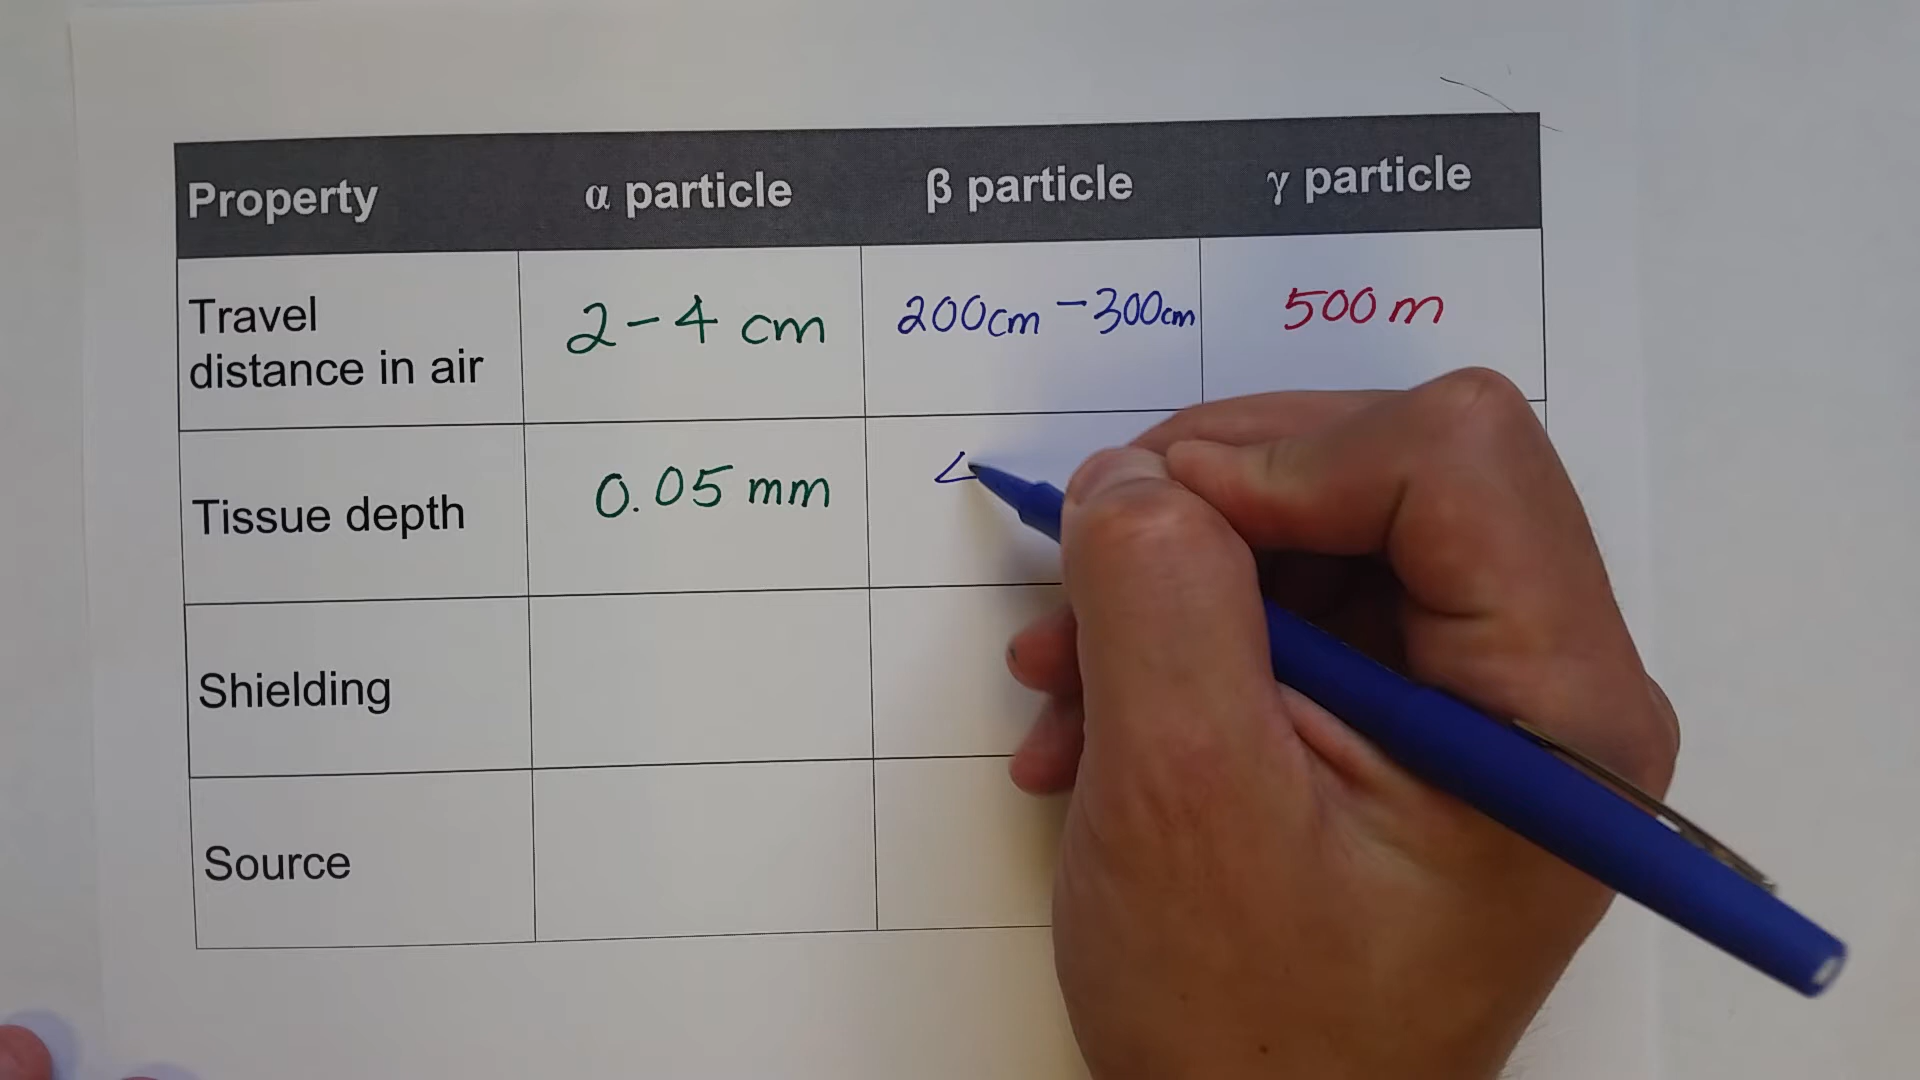 Property α particle β particle γ particle
Travel
distance in air 2-4 cm 200cm -300cm 500 m
Tissue depth 0.05 mm
Shielding
Source